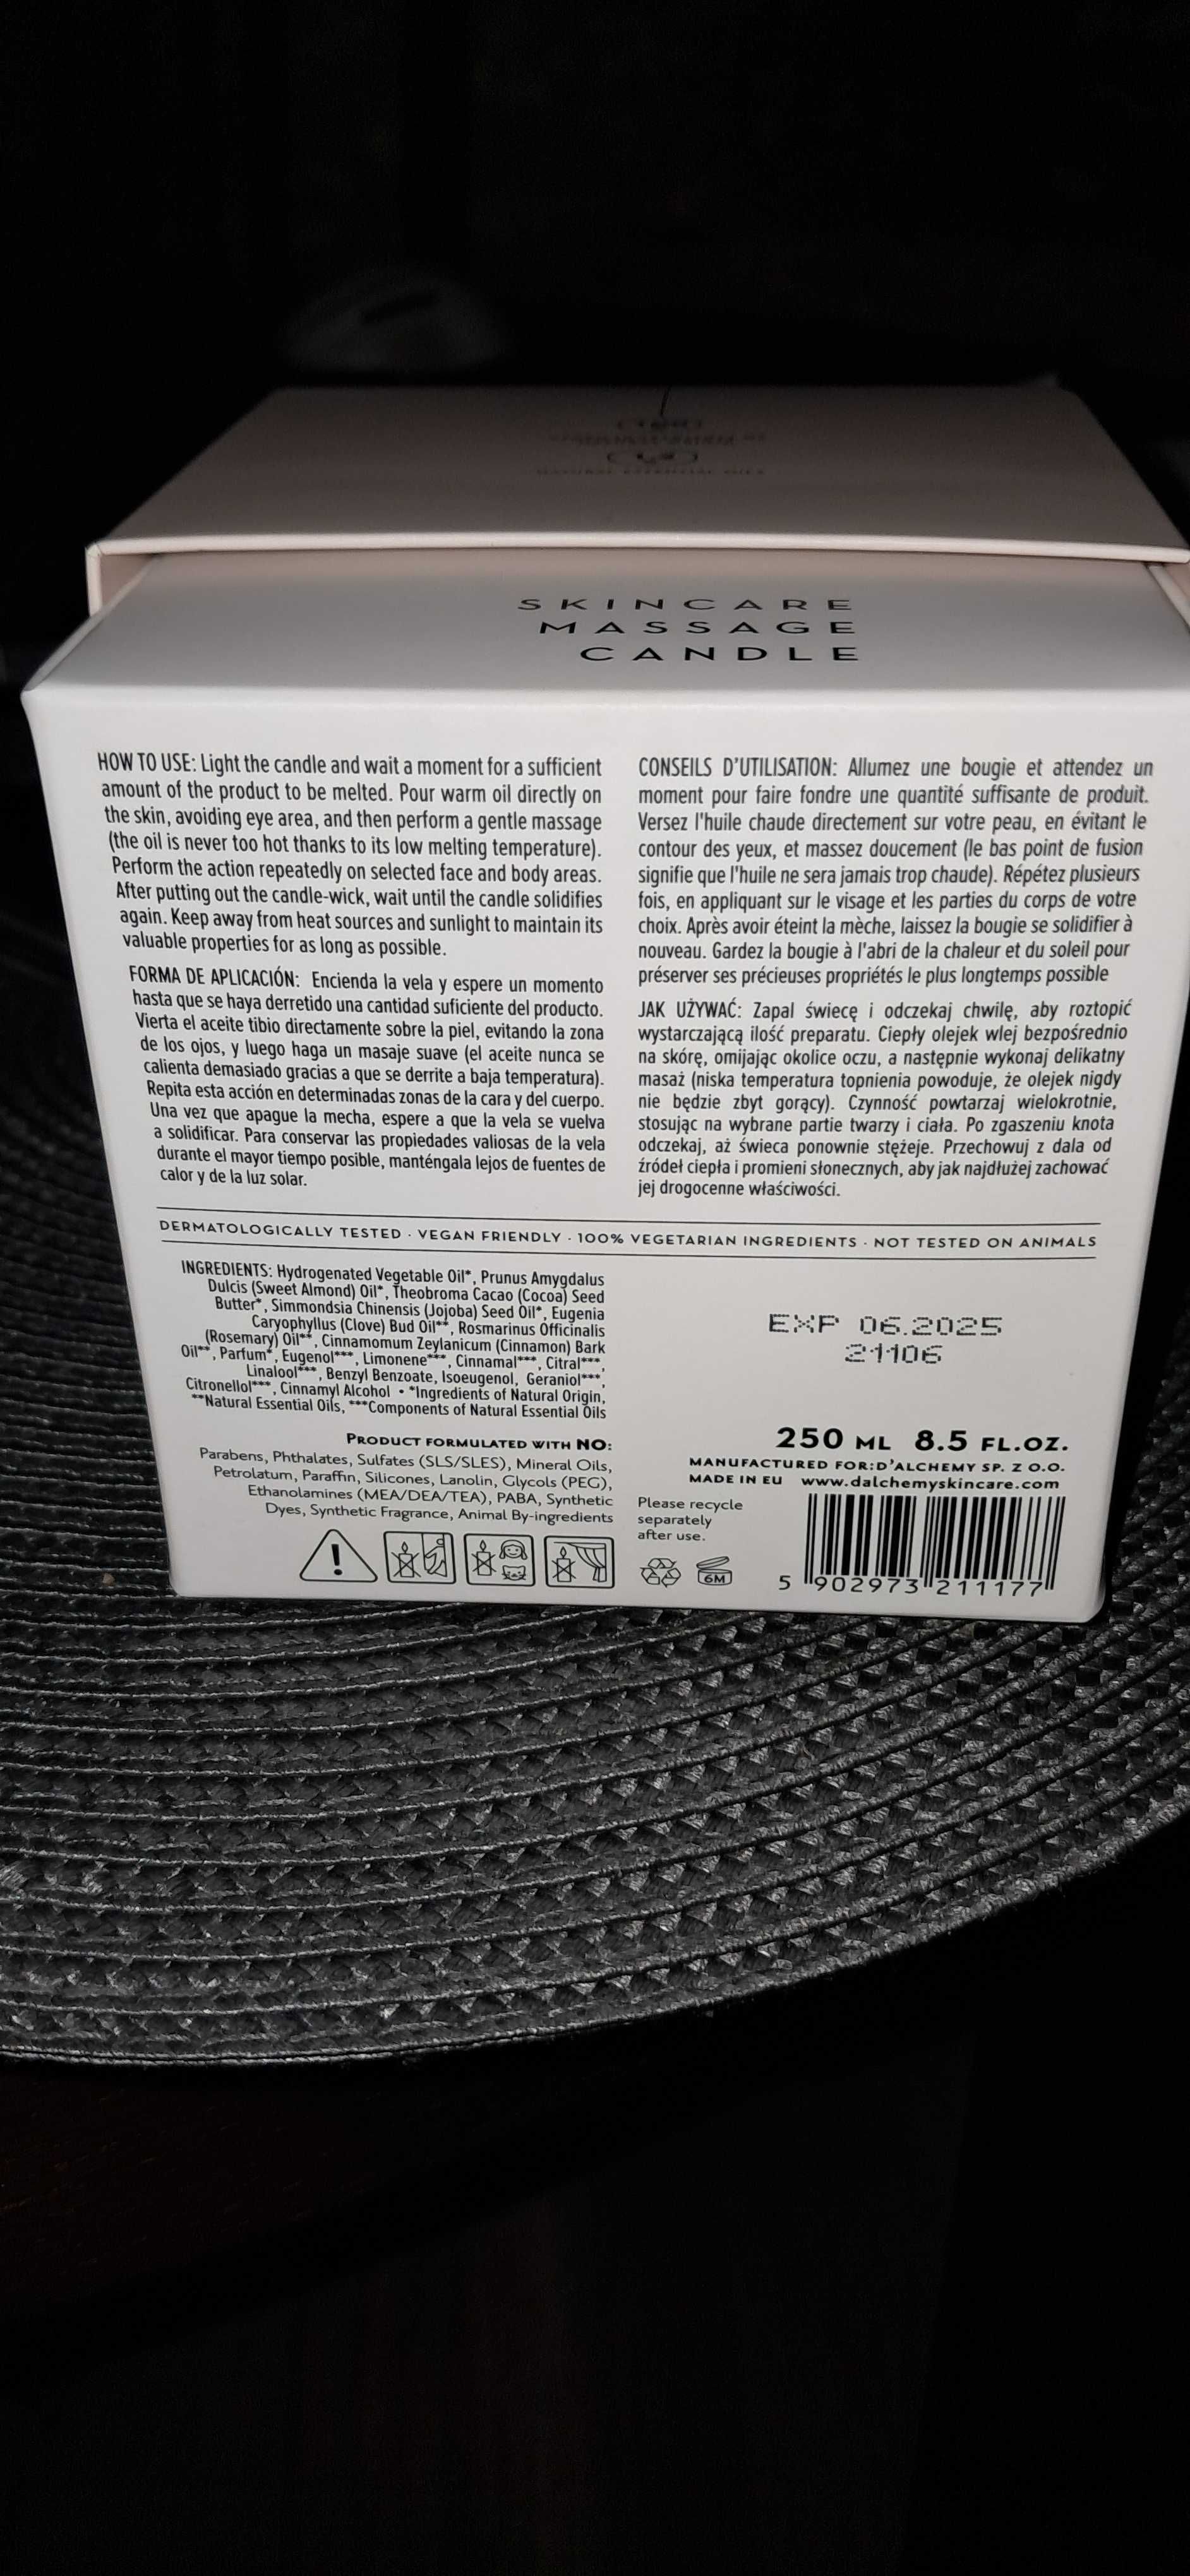 SKINCARE
MASSAGE
CANDLE
HOW TO USE: Light the candle and wait a moment for a sufficient
amount of the product to be melted. Pour warm oil directly on
the skin, avoiding eye area, and then perform a gentle massage
(the oil is never too hot thanks to its low melting temperature).
Perform the action repeatedly on selected face and body areas.
After putting out the candle-wick, wait until the candle solidifies
again. Keep away from heat sources and sunlight to maintain its
valuable properties for as long as possible.
FORMA DE APLICACIÓN: Encienda la vela y espere un momento
hasta que se haya derretido una cantidad suficiente del producto.
Vierta el aceite tibio directamente sobre la piel, evitando la zona
de los ojos, y luego haga un masaje suave (el aceite nunca se
calienta demasiado gracias a que se derrite a baja temperatura).
Repita esta acción en determinadas zonas de la cara y del cuerpo.
Una vez que apague la mecha, espere a que la vela se vuelva
a solidificar. Para conservar las propiedades valiosas de la vela
durante el mayor tiempo posible, manténgala lejos de fuentes de
calor y de la luz solar.
CONSEILS D'UTILISATION: Allumez une bougie et attendez un
moment pour faire fondre une quantité suffisante de produit.
Versez l'huile chaude directement sur votre peau, en évitant le
contour des yeux, et massez doucement (le bas point de fusion
signifie que l'huile ne sera jamais trop chaude). Répétez plusieurs
fois, en appliquant sur le visage et les parties du corps de votre
choix. Après avoir éteint la mèche, laissez la bougie se solidifier à
nouveau. Gardez la bougie à l'abri de la chaleur et du soleil pour
préserver ses précieuses propriétés le plus longtemps possible
JAK UŻYWAĆ: Zapal świecę i odczekaj chwilę, aby roztopić
wystarczającą ilość preparatu. Ciepły olejek wlej bezpośrednio
na skórę, omijając okolice oczu, a następnie wykonaj delikatny
masaż (niska temperatura topnienia powoduje, że olejek nigdy
nie będzie zbyt gorący). Czynność powtarzaj wielokrotnie,
stosując na wybrane partie twarzy i ciała. Po zgaszeniu knota
odczekaj, aż świeca ponownie stężeje. Przechowuj z dala od
źródeł ciepła i promieni słonecznych, aby jak najdłużej zachować
jej drogocenne właściwości.
DERMATOLOGICALLY TESTED · VEGAN FRIENDLY · 100% VEGETARIAN INGREDIENTS · NOT TESTED ON ANIMALS
INGREDIENTS: Hydrogenated Vegetable Oil*, Prunus Amygdalus
Dulcis (Sweet Almond) Oil*, Theobroma Cacao (Cocoa) Seed
Butter*, Simmondsia Chinensis (Jojoba) Seed Oil*, Eugenia
Caryophyllus (Clove) Bud Oil**, Rosmarinus Officinalis
(Rosemary) Oil**, Cinnamomum Zeylanicum (Cinnamon) Bark
Oil**, Parfum*, Eugenol***, Limonene***, Cinnamal***, Citral***,
Linalool***, Benzyl Benzoate, Isoeugenol, Geraniol***,
Citronellol***, Cinnamyl Alcohol • *Ingredients of Natural Origin,
**Natural Essential Oils, ***Components of Natural Essential Oils
PRODUCT FORMULATED WITH NO:
Parabens, Phthalates, Sulfates (SLS/SLES), Mineral Oils,
Petrolatum, Paraffin, Silicones, Lanolin, Glycols (PEG),
Ethanolamines (MEA/DEA/TEA), PABA, Synthetic
Dyes, Synthetic Fragrance, Animal By-ingredients
EXP 06.2025
21106
250 ML 8.5 FL.OZ.
MANUFACTURED FOR:D'ALCHEMY SP. Z O.O.
MADE IN EU www.dalchemyskincare.com
Please recycle
separately
after use.
6M
5 902973 211177